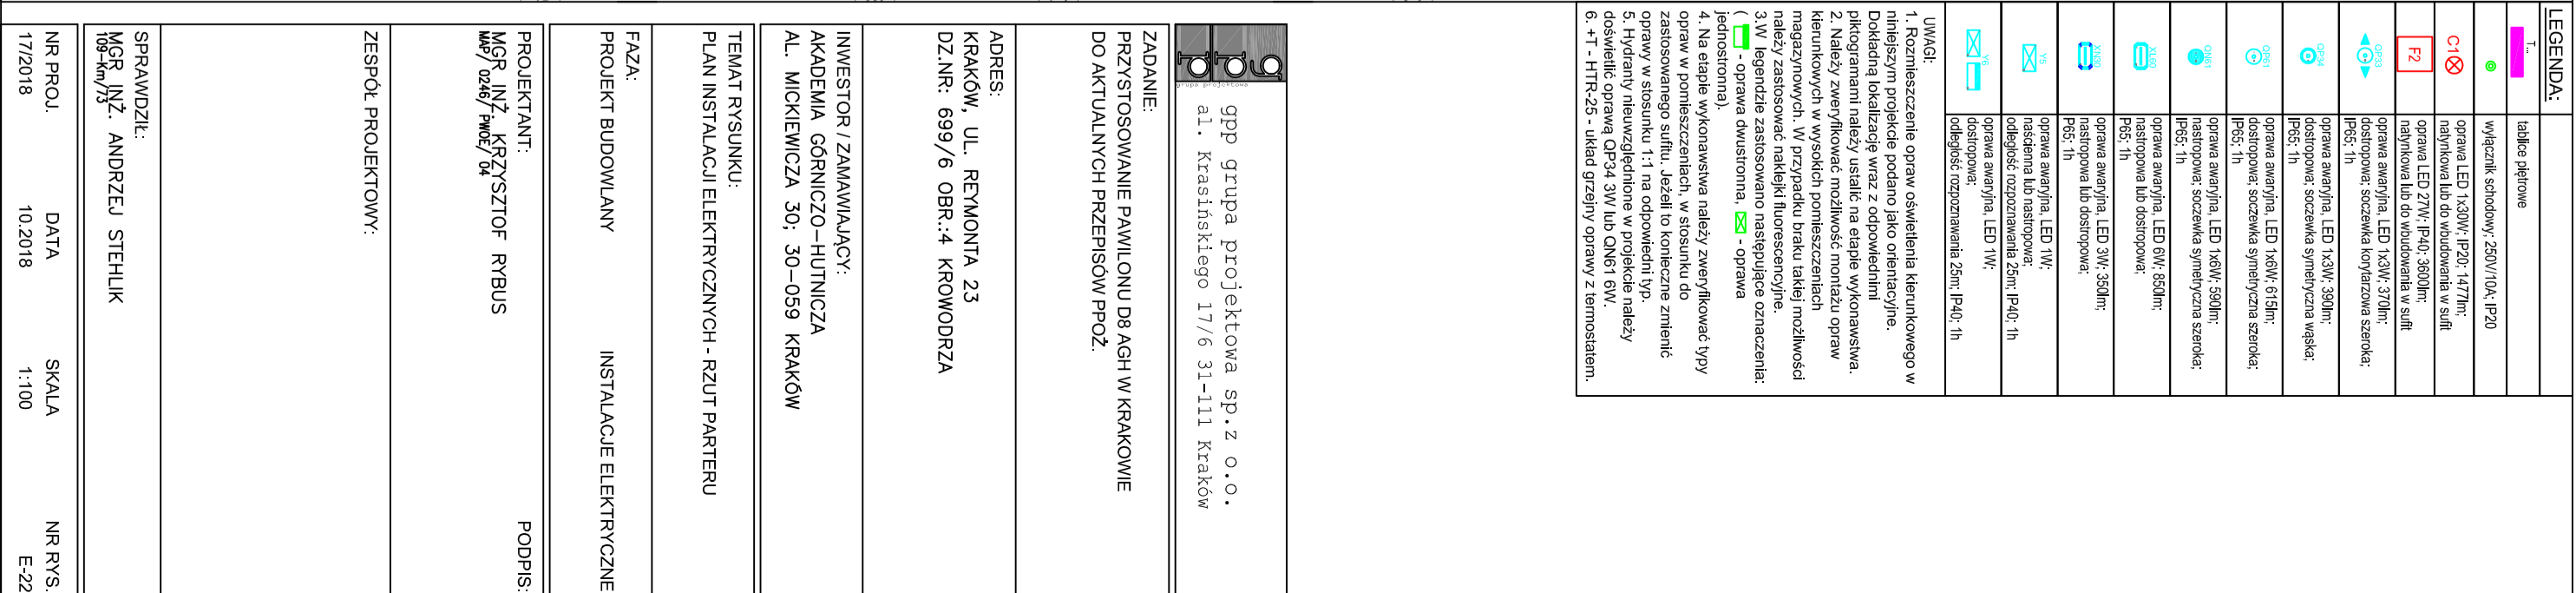 LEGENDA:
T...
tablice piętrowe
wyłącznik schodowy; 250V/10A; IP20
C1
oprawa LED 1x30W; IP20; 1477lm;
natynkowa lub do wbudowania w sufit
F2
oprawa LED 27W; IP40; 3600lm;
natynkowa lub do wbudowania w sufit
QP33
oprawa awaryjna, LED 1x3W; 370lm;
dostropowa; soczewka korytarzowa szeroka;
IP65; 1h
QP34
oprawa awaryjna, LED 1x3W; 390lm;
dostropowa; soczewka symetryczna wąska;
IP65; 1h
QP61
oprawa awaryjna, LED 1x6W; 615lm;
dostropowa; soczewka symetryczna szeroka;
IP65; 1h
QN61
oprawa awaryjna, LED 1x6W; 590lm;
nastropowa; soczewka symetryczna szeroka;
IP65; 1h
oprawa awaryjna, LED 6W; 850lm;
nastropowa lub dostropowa;
P65; 1h
oprawa awaryjna, LED 3W; 350lm;
nastropowa lub dostropowa;
P65; 1h
Y5
oprawa awaryjna, LED 1W;
naścienna lub nastropowa;
odległość rozpoznawania 25m; IP40; 1h
Y6
oprawa awaryjna, LED 1W;
dostropowa;
odległość rozpoznawania 25m; IP40; 1h
UWAGI:
1. Rozmieszczenie opraw oświetlenia kierunkowego w
niniejszym projekcie podano jako orientacyjne.
Dokładną lokalizację wraz z odpowiednimi
piktogramami należy ustalić na etapie wykonawstwa.
2. Należy zweryfikować możliwość montażu opraw
kierunkowych w wysokich pomieszczeniach
magazynowych. W przypadku braku takiej możliwości
należy zastosować naklejki fluorescencyjne.
3.W legendzie zastosowano następujące oznaczenia:
( - oprawa dwustronna, - oprawa
jednostronna).
4. Na etapie wykonawstwa należy zweryfikować typy
opraw w pomieszczeniach, w stosunku do
zastosowanego sufitu. Jeżeli to konieczne zmienić
oprawy w stosunku 1:1 na odpowiedni typ.
5. Hydranty nieuwzględnione w projekcie należy
doświetlić oprawą QP34 3W lub QN61 6W.
6. +T - HTR-25 - układ grzejny oprawy z termostatem.
gpp
grupa projektowa
gpp grupa projektowa sp.z o.o.
al. Krasińskiego 17/6 31-111 Kraków
ZADANIE:
PRZYSTOSOWANIE PAWILONU D8 AGH W KRAKOWIE
DO AKTUALNYCH PRZEPISÓW PPOŻ.
ADRES:
KRAKÓW, UL. REYMONTA 23
DZ.NR: 699/6 OBR.:4 KROWODRZA
INWESTOR / ZAMAWIAJĄCY:
AKADEMIA GÓRNICZO-HUTNICZA
AL. MICKIEWICZA 30; 30-059 KRAKÓW
TEMAT RYSUNKU:
PLAN INSTALACJI ELEKTRYCZNYCH - RZUT PARTERU
FAZA:
PROJEKT BUDOWLANY INSTALACJE ELEKTRYCZNE
PROJEKTANT: PODPIS:
MGR INŻ. KRZYSZTOF RYBUS
MAP/ 0246/ PWOE/ 04
ZESPÓŁ PROJEKTOWY:
SPRAWDZIŁ:
MGR INŻ. ANDRZEJ STEHLIK
109-Km/73
NR PROJ. DATA SKALA NR RYS.
17/2018 10.2018 1:100 E-22